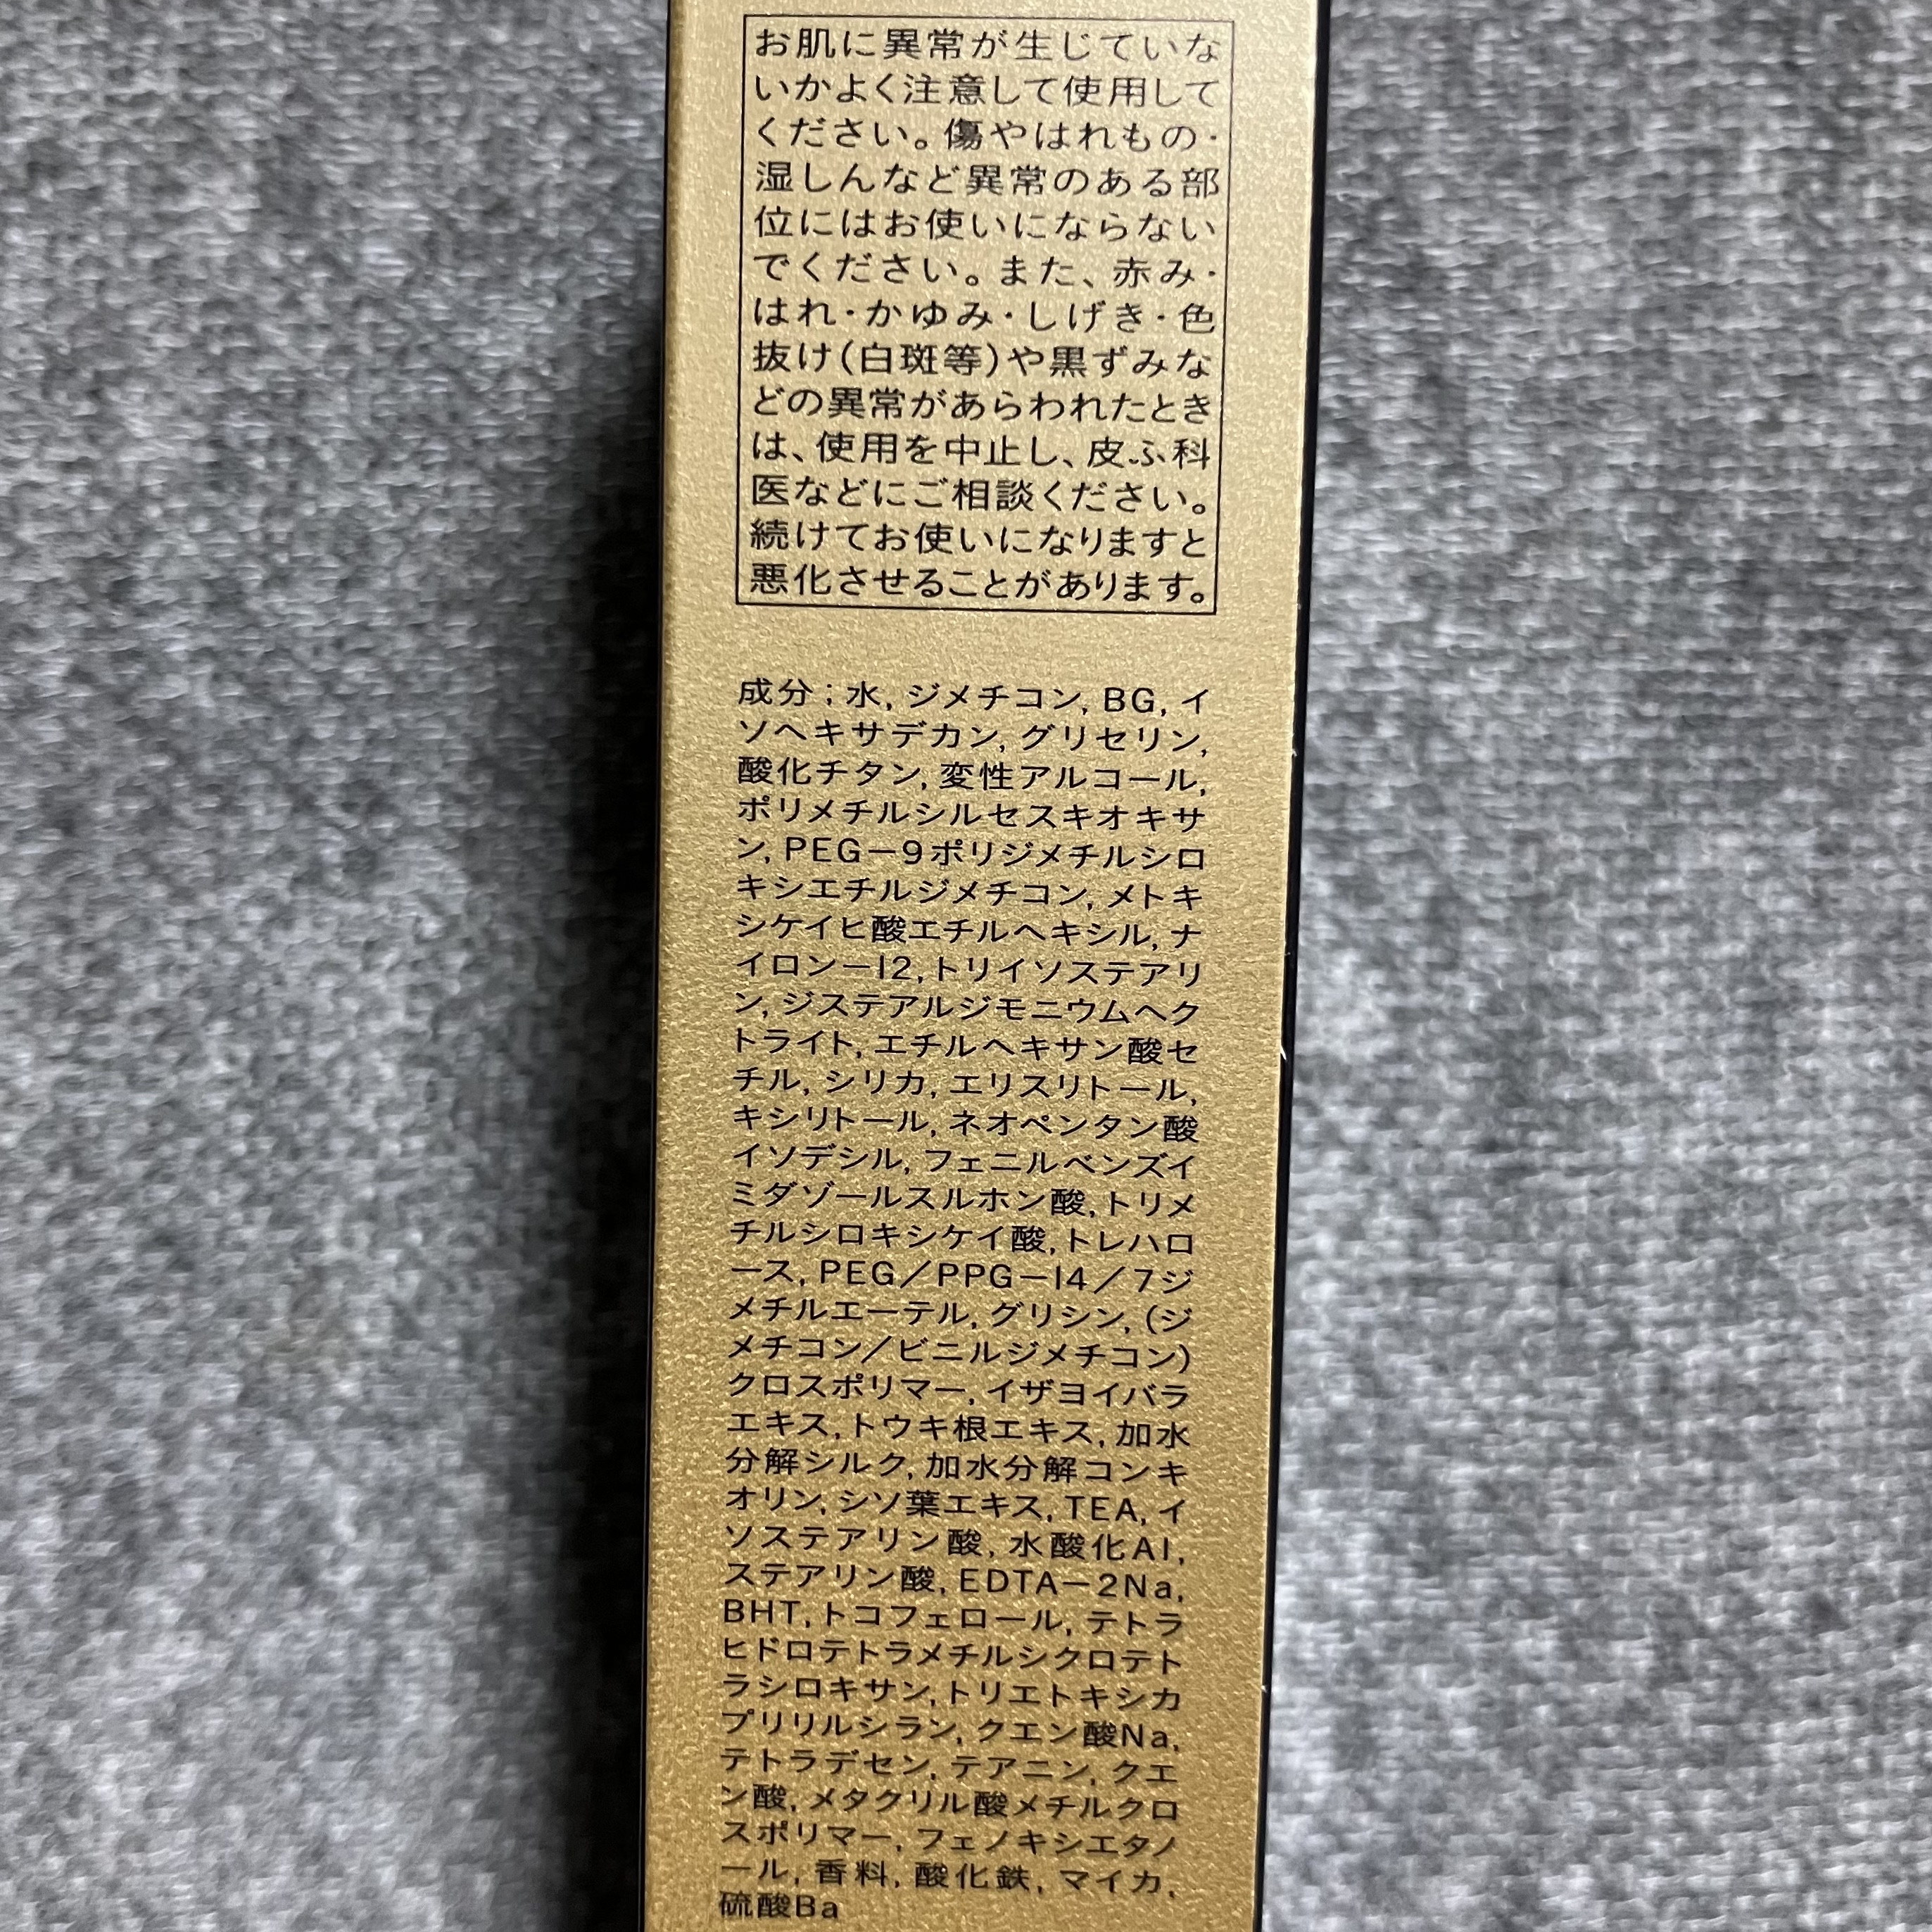 お肌に異常が生じていな
いかよく注意して使用して
ください。傷やはれもの・
湿しんなど異常のある部
位にはお使いにならない
でください。また、赤み・
はれ・かゆみ・しげき・色
抜け(白斑等)や黒ずみな
どの異常があらわれたとき
は、使用を中止し、皮ふ科
医などにご相談ください。
続けてお使いになりますと
悪化させることがあります。
成分;水, ジメチコン, BG, イ
ソヘキサデカン, グリセリン,
酸化チタン, 変性アルコール,
ポリメチルシルセスキオキサ
ン, PEG-9ポリジメチルシロ
キシエチルジメチコン, メトキ
シケイヒ酸エチルヘキシル, ナ
イロン-12, トリイソステアリ
ン, ジステアルジモニウムヘク
トライト, エチルヘキサン酸セ
チル, シリカ, エリスリトール,
キシリトール, ネオペンタン酸
イソデシル, フェニルベンズイ
ミダゾールスルホン酸, トリメ
チルシロキシケイ酸, トレハロ
ース, PEG/PPG-14/7ジ
メチルエーテル, グリシン, (ジ
メチコン/ビニルジメチコン)
クロスポリマー, イザヨイバラ
エキス, トウキ根エキス, 加水
分解シルク, 加水分解コンキ
オリン, シソ葉エキス, TEA, イ
ソステアリン酸, 水酸化Al,
ステアリン酸, EDTA-2Na,
BHT, トコフェロール, テトラ
ヒドロテトラメチルシクロテト
ラシロキサン, トリエトキシカ
プリリルシラン, クエン酸Na,
テトラデセン, テアニン, クエ
ン酸, メタクリル酸メチルクロ
スポリマー, フェノキシエタノ
ール, 香料, 酸化鉄, マイカ,
硫酸Ba